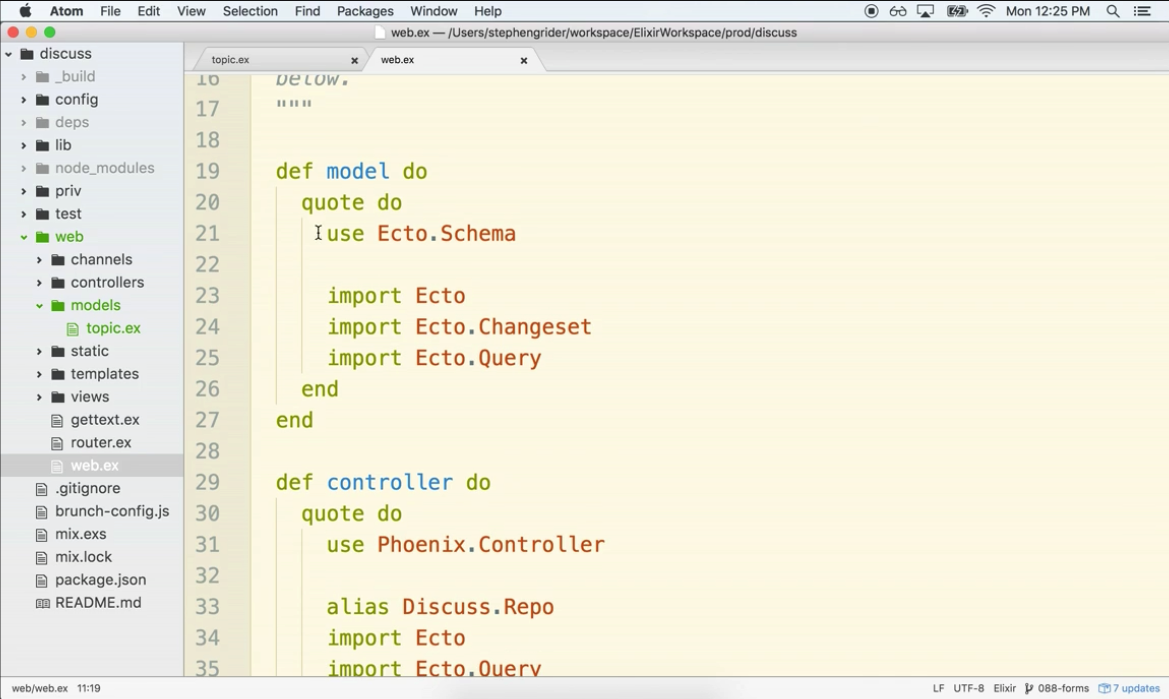 Atom File Edit View Selection Find Packages Window Help Mon 12:25 PM
web.ex — /Users/stephengrider/workspace/ElixirWorkspace/prod/discuss
discuss
_build
config
deps
lib
node_modules
priv
test
web
channels
controllers
models
topic.ex
static
templates
views
gettext.ex
router.ex
web.ex
.gitignore
brunch-config.js
mix.exs
mix.lock
package.json
README.md
topic.ex web.ex
16 below.
17 """
18
19 def model do
20 quote do
21 use Ecto.Schema
22
23 import Ecto
24 import Ecto.Changeset
25 import Ecto.Query
26 end
27 end
28
29 def controller do
30 quote do
31 use Phoenix.Controller
32
33 alias Discuss.Repo
34 import Ecto
35 import Ecto.Query
web/web.ex 11:19 LF UTF-8 Elixir 088-forms 7 updates